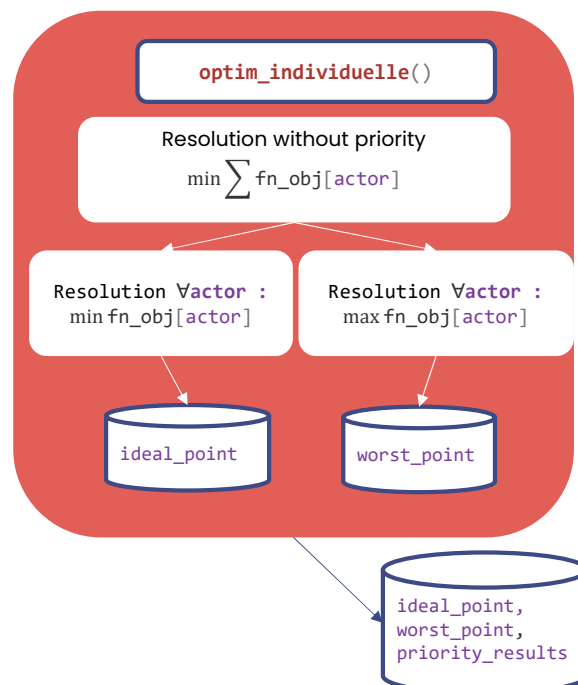 optim_individuelle()
Resolution without priority
min ∑ fn_obj[actor]
Resolution ∀actor :
min fn_obj[actor]
Resolution ∀actor :
max fn_obj[actor]
ideal_point
worst_point
ideal_point,
worst_point,
priority_results